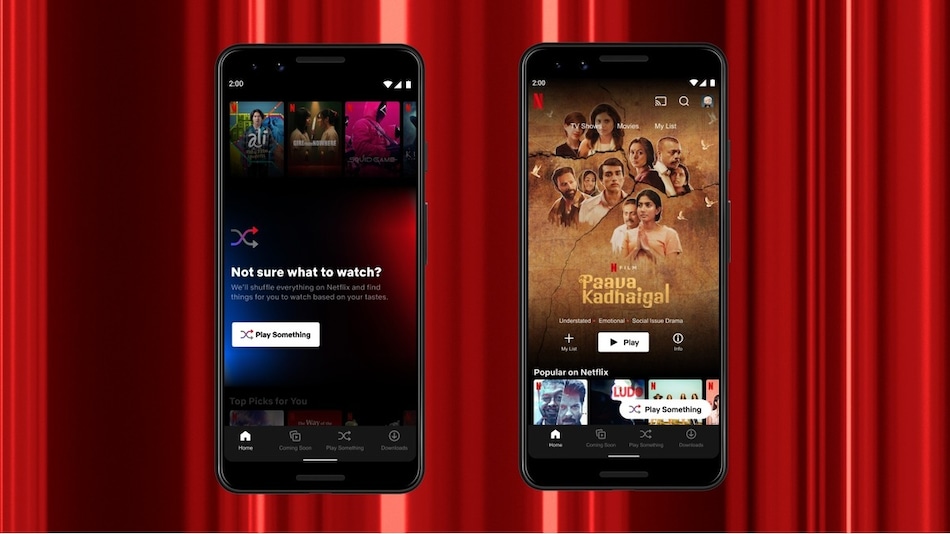 2:00
ali
GIRL FROM NOWHERE
SQUID GAME
Not sure what to watch?
We'll shuffle everything on Netflix and find
things for you to watch based on your tastes.
Play Something
Top Picks for You
The Way of
Home
Coming Soon
Play Something
Downloads
2:00
N
TV Shows
Movies
My List
N FILM
Paava
Kadhaigal
Understated · Emotional · Social Issue Drama
My List
Play
Info
Popular on Netflix
LUDO
Play Something
Home
Coming Soon
Play Something
Downloads